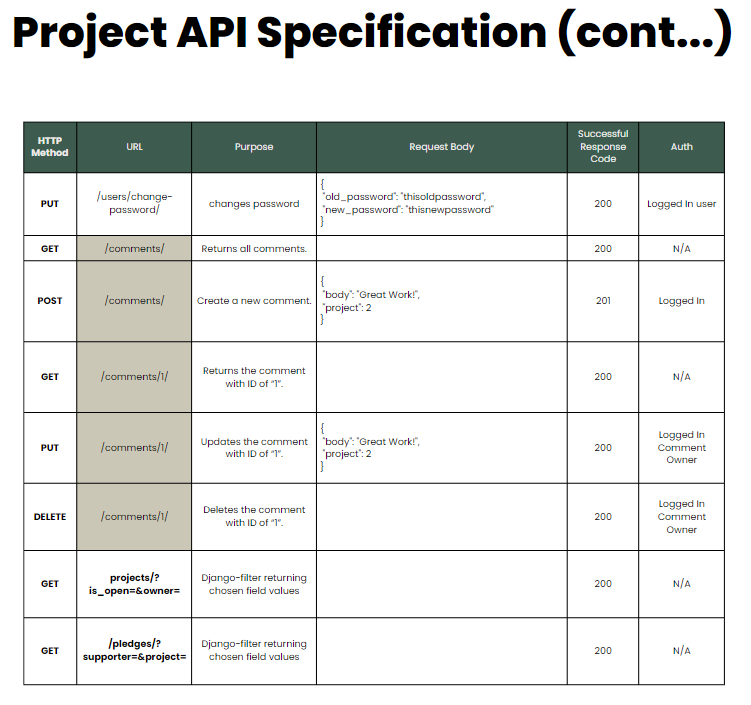 Project API Specification (cont...)
HTTP Method URL Purpose Request Body Successful Response Code Auth
PUT /users/change-password/ changes password { "old_password": "thisoldpassword", "new_password": "thisnewpassword" } 200 Logged In user
GET /comments/ Returns all comments. 200 N/A
POST /comments/ Create a new comment. { "body": "Great Work!", "project": 2 } 201 Logged In
GET /comments/1/ Returns the comment with ID of "1". 200 N/A
PUT /comments/1/ Updates the comment with ID of "1". { "body": "Great Work!", "project": 2 } 200 Logged In Comment Owner
DELETE /comments/1/ Deletes the comment with ID of "1". 200 Logged In Comment Owner
GET projects/?is_open=&owner= Django-filter returning chosen field values 200 N/A
GET /pledges/?supporter=&project= Django-filter returning chosen field values 200 N/A